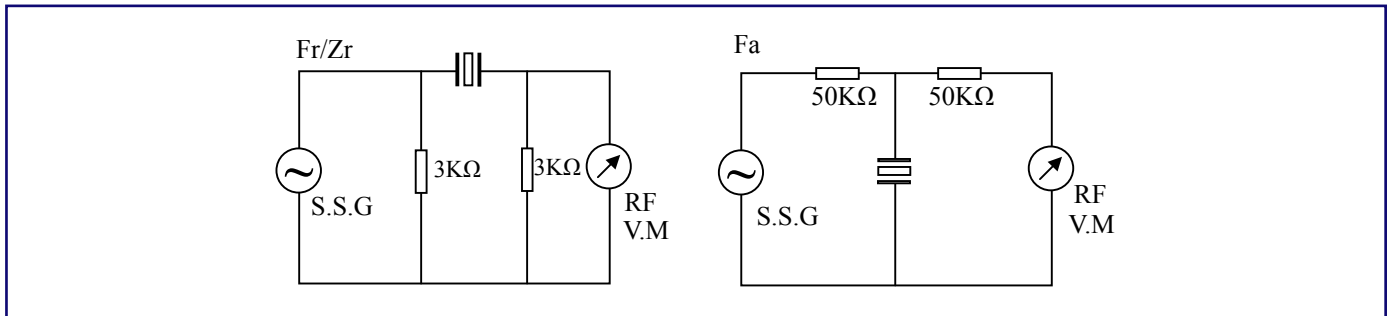 Fr/Zr
3KΩ
3KΩ
S.S.G
RF
V.M
Fa
50KΩ
50KΩ
S.S.G
RF
V.M